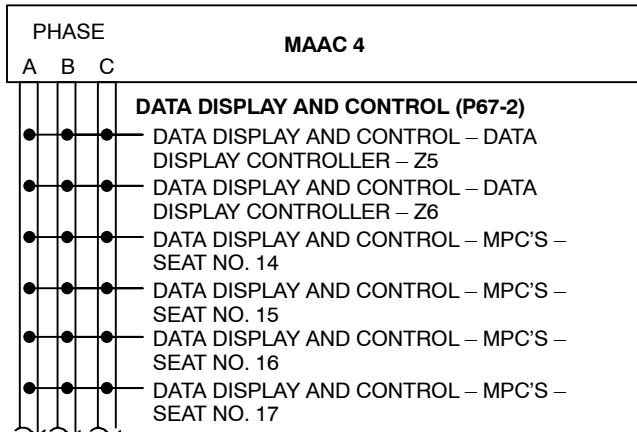 PHASE
MAAC 4
A B C
DATA DISPLAY AND CONTROL (P67-2)
DATA DISPLAY AND CONTROL – DATA
DISPLAY CONTROLLER – Z5
DATA DISPLAY AND CONTROL – DATA
DISPLAY CONTROLLER – Z6
DATA DISPLAY AND CONTROL – MPC’S –
SEAT NO. 14
DATA DISPLAY AND CONTROL – MPC’S –
SEAT NO. 15
DATA DISPLAY AND CONTROL – MPC’S –
SEAT NO. 16
DATA DISPLAY AND CONTROL – MPC’S –
SEAT NO. 17